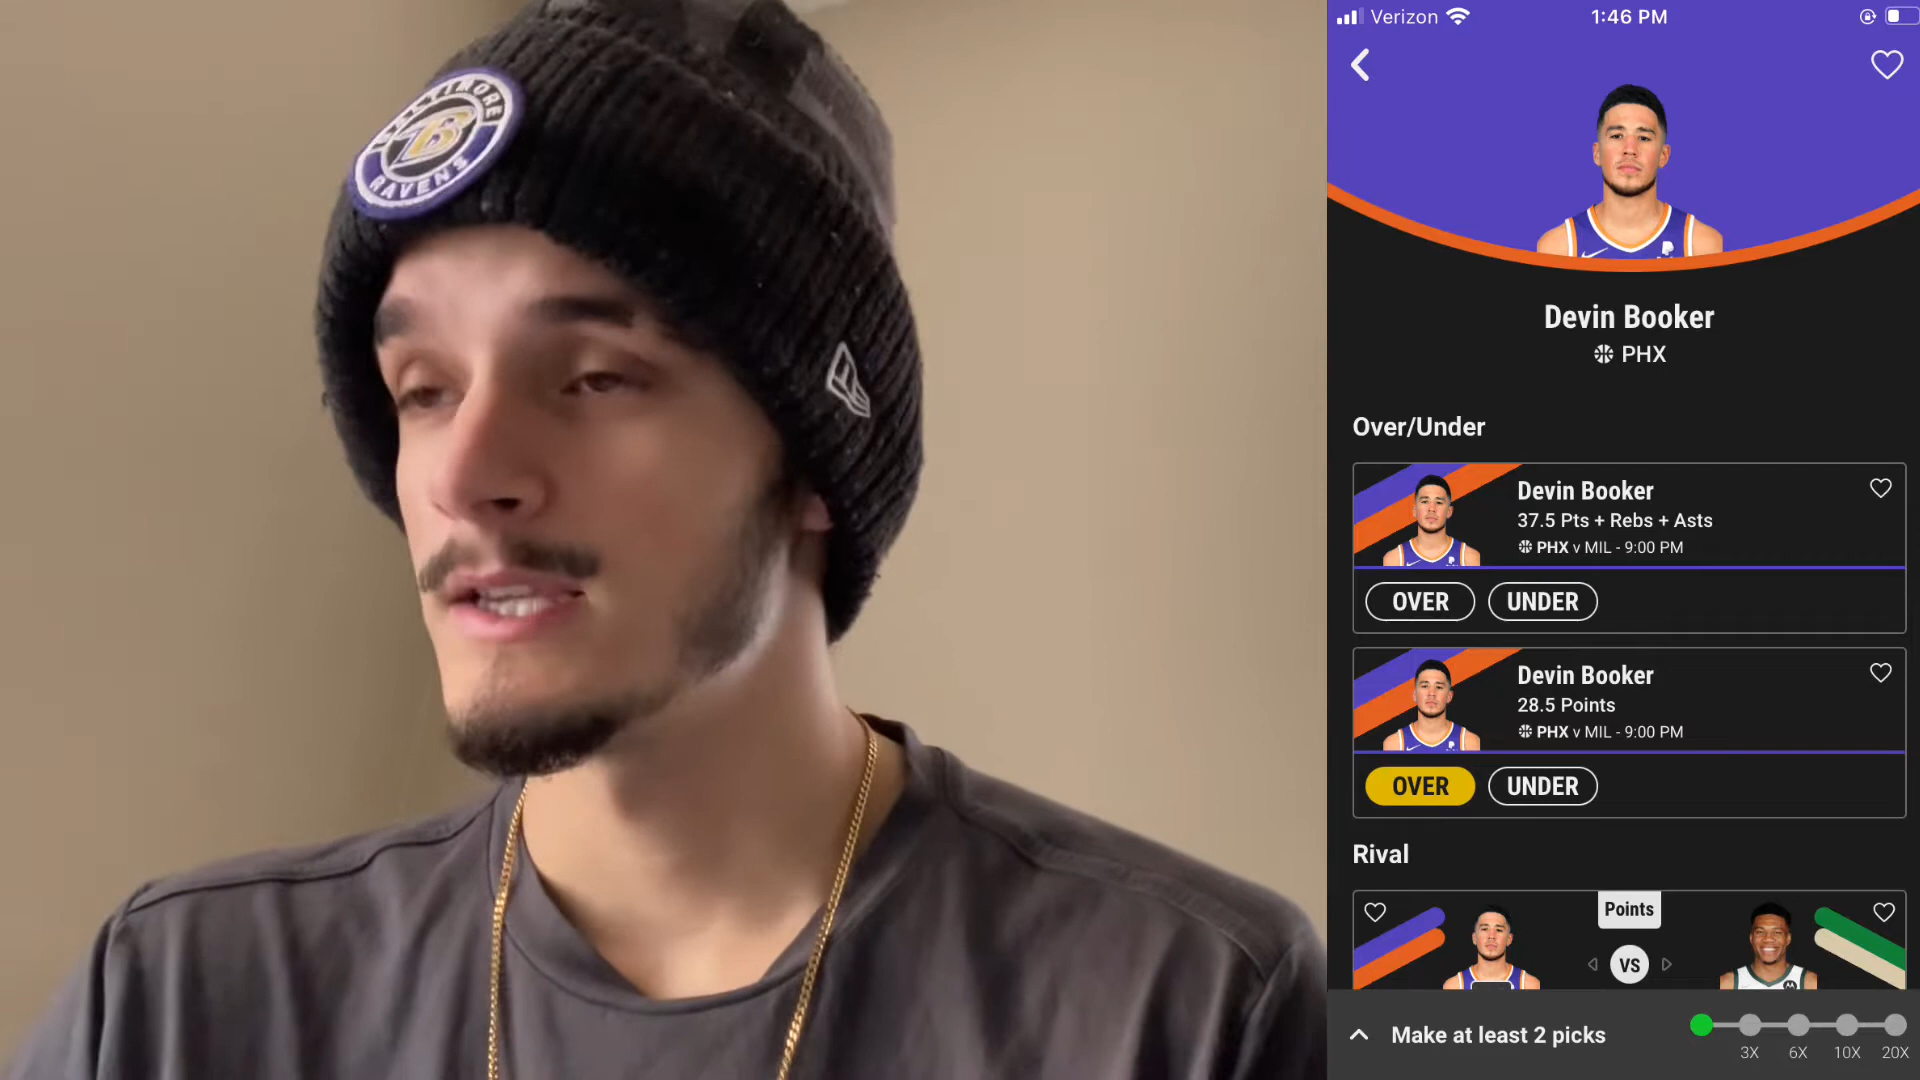 BALTIMORE
B
RAVENS
Verizon
1:46 PM
Devin Booker
PHX
Over/Under
Devin Booker
37.5 Pts + Rebs + Asts
PHX v MIL - 9:00 PM
OVER
UNDER
Devin Booker
28.5 Points
PHX v MIL - 9:00 PM
OVER
UNDER
Rival
Points
VS
Make at least 2 picks
3X
6X
10X
20X